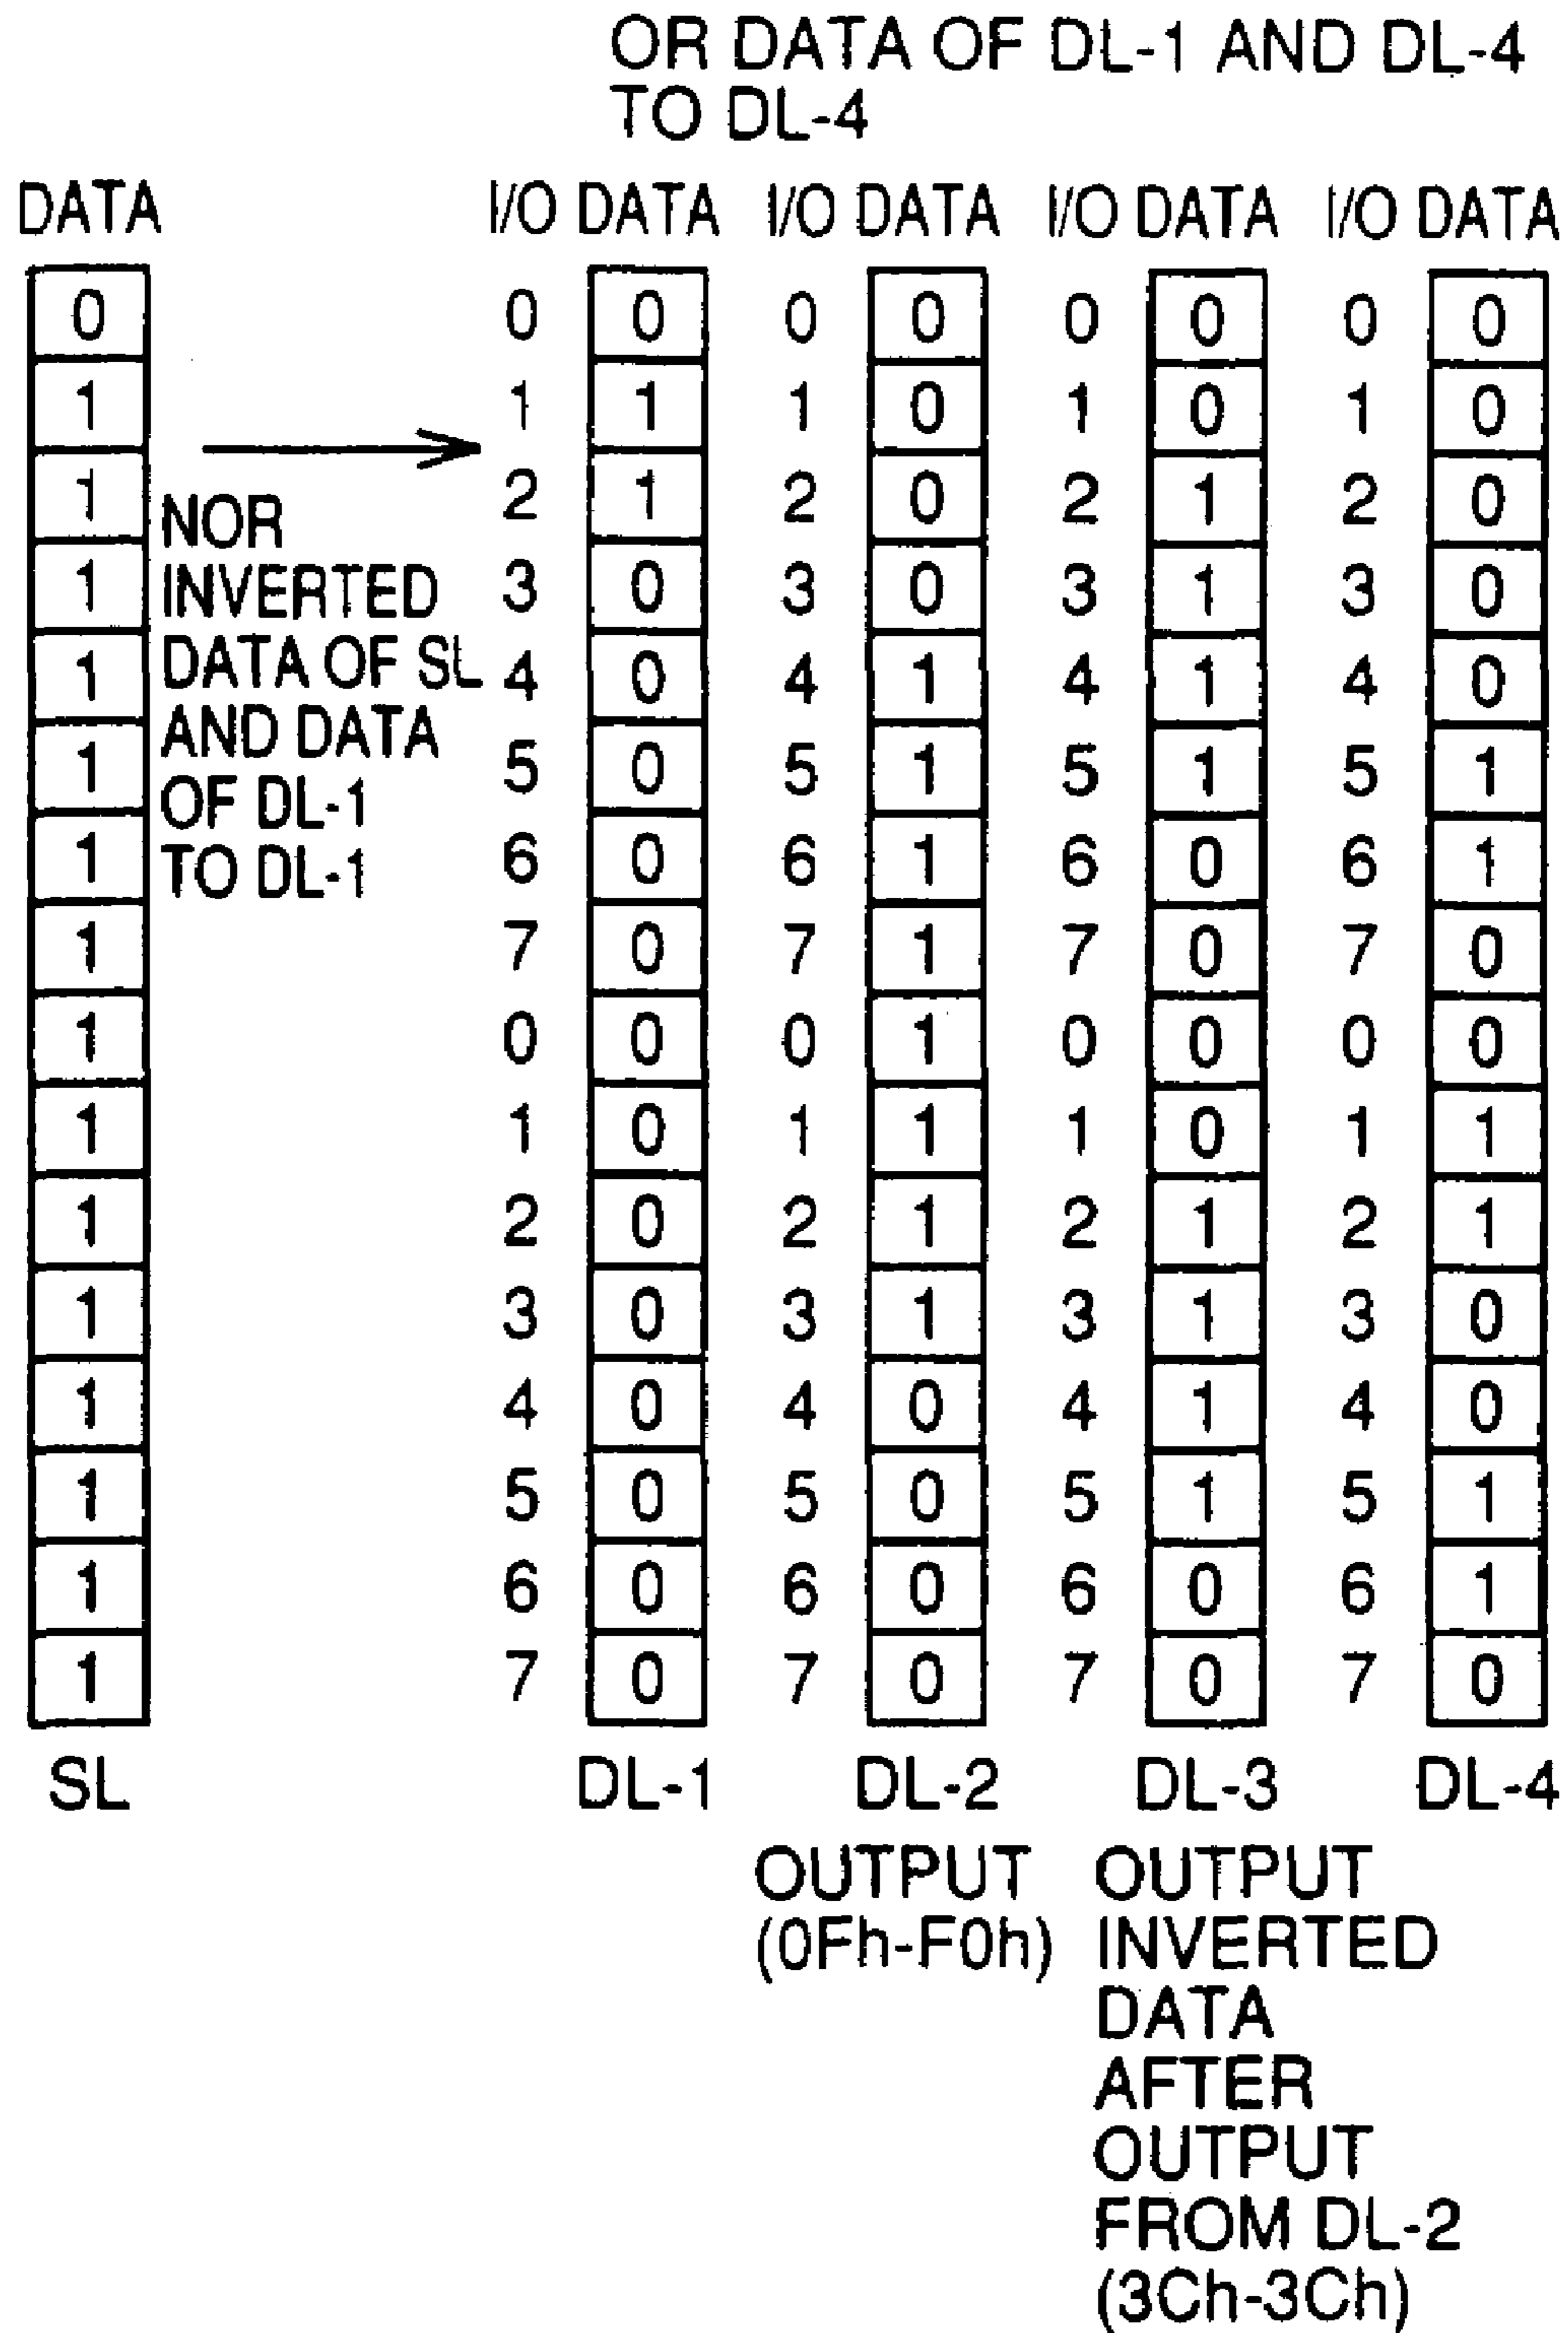 OR DATA OF DL-1 AND DL-4
TO DL-4
DATA I/O DATA I/O DATA I/O DATA I/O DATA
0 0 0 0 0 0 0 0 0
1 1 1 1 0 1 0 1 0
1 2 1 2 0 2 1 2 0
1 3 0 3 0 3 1 3 0
1 4 0 4 1 4 1 4 0
1 5 0 5 1 5 1 5 1
1 6 0 6 1 6 0 6 1
1 7 0 7 1 7 0 7 0
1 0 0 0 1 0 0 0 0
1 1 0 1 1 1 0 1 1
1 2 0 2 1 2 1 2 1
1 3 0 3 1 3 1 3 0
1 4 0 4 0 4 1 4 0
1 5 0 5 0 5 1 5 1
1 6 0 6 0 6 0 6 1
1 7 0 7 0 7 0 7 0
NOR
INVERTED
DATA OF SL
AND DATA
OF DL-1
TO DL-1
SL DL-1 DL-2 DL-3 DL-4
OUTPUT
(0Fh-F0h)
OUTPUT
INVERTED
DATA
AFTER
OUTPUT
FROM DL-2
(3Ch-3Ch)